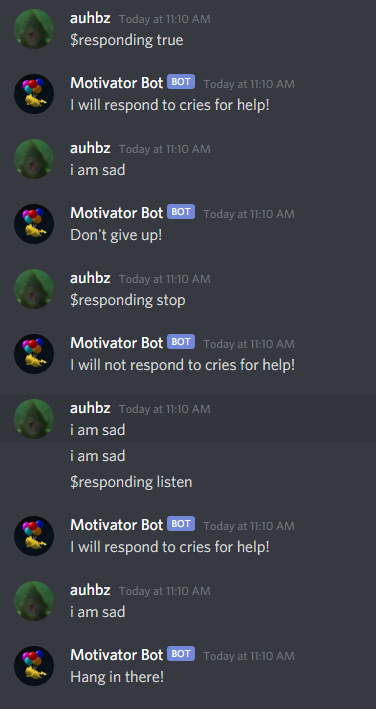 auhbz Today at 11:10 AM
$responding true
Motivator Bot BOT Today at 11:10 AM
I will respond to cries for help!
auhbz Today at 11:10 AM
i am sad
Motivator Bot BOT Today at 11:10 AM
Don't give up!
auhbz Today at 11:10 AM
$responding stop
Motivator Bot BOT Today at 11:10 AM
I will not respond to cries for help!
auhbz Today at 11:10 AM
i am sad
i am sad
$responding listen
Motivator Bot BOT Today at 11:10 AM
I will respond to cries for help!
auhbz Today at 11:10 AM
i am sad
Motivator Bot BOT Today at 11:10 AM
Hang in there!